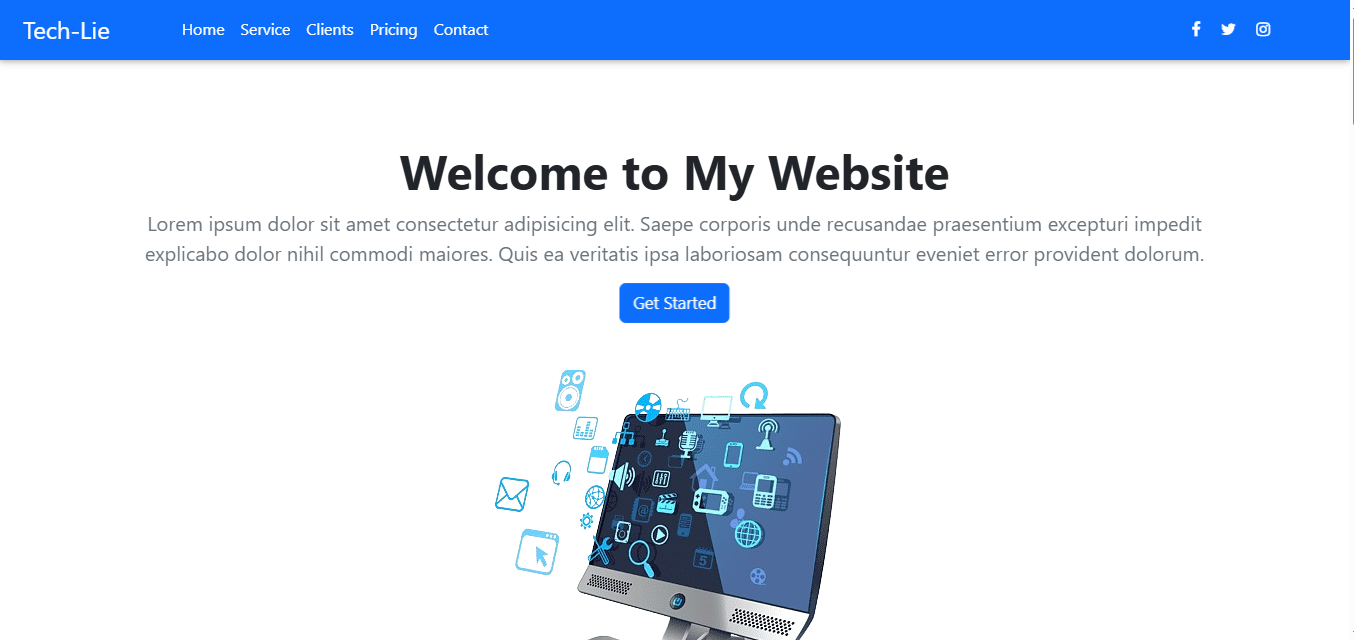 Tech-Lie
Home Service Clients Pricing Contact
Welcome to My Website
Lorem ipsum dolor sit amet consectetur adipisicing elit. Saepe corporis unde recusandae praesentium excepturi impedit
explicabo dolor nihil commodi maiores. Quis ea veritatis ipsa laboriosam consequuntur eveniet error provident dolorum.
Get Started
@
5